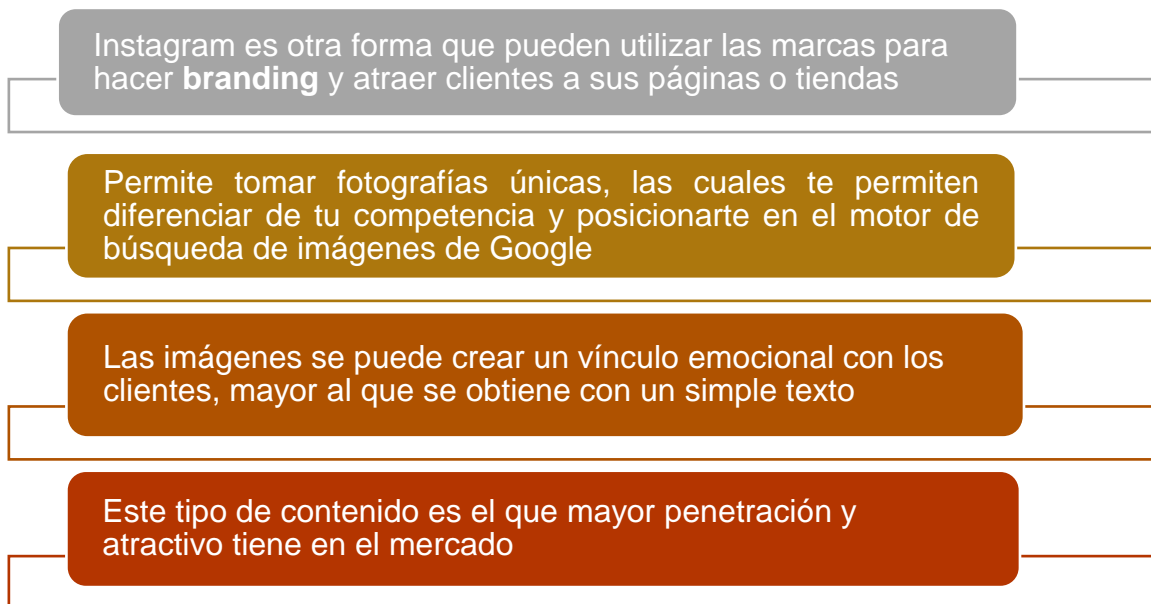 Instagram es otra forma que pueden utilizar las marcas para
hacer branding y atraer clientes a sus páginas o tiendas
Permite tomar fotografías únicas, las cuales te permiten
diferenciar de tu competencia y posicionarte en el motor de
búsqueda de imágenes de Google
Las imágenes se puede crear un vínculo emocional con los
clientes, mayor al que se obtiene con un simple texto
Este tipo de contenido es el que mayor penetración y
atractivo tiene en el mercado